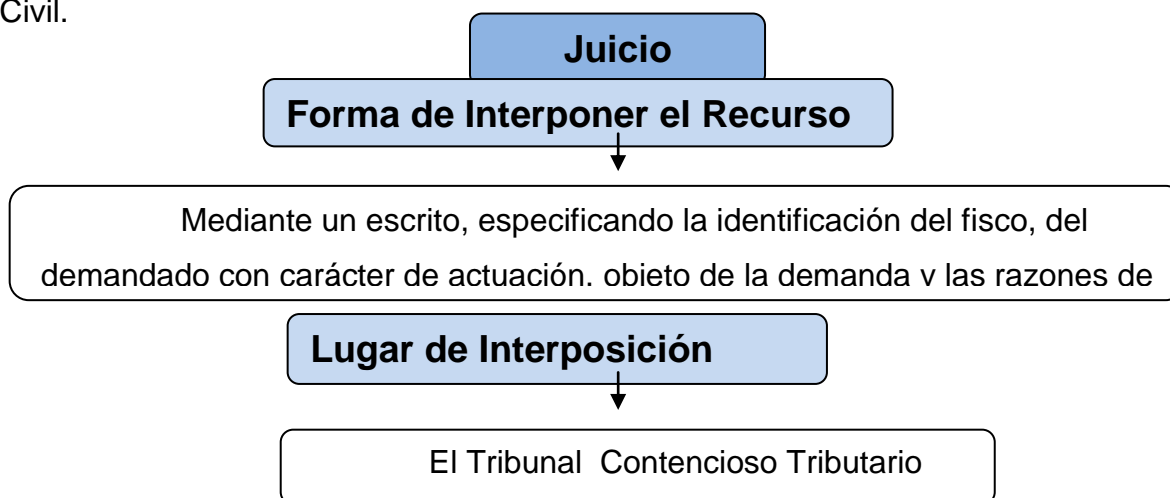 Civil.
Juicio
Forma de Interponer el Recurso
Mediante un escrito, especificando la identificación del fisco, del
demandado con carácter de actuación. objeto de la demanda y las razones de
Lugar de Interposición
El Tribunal Contencioso Tributario